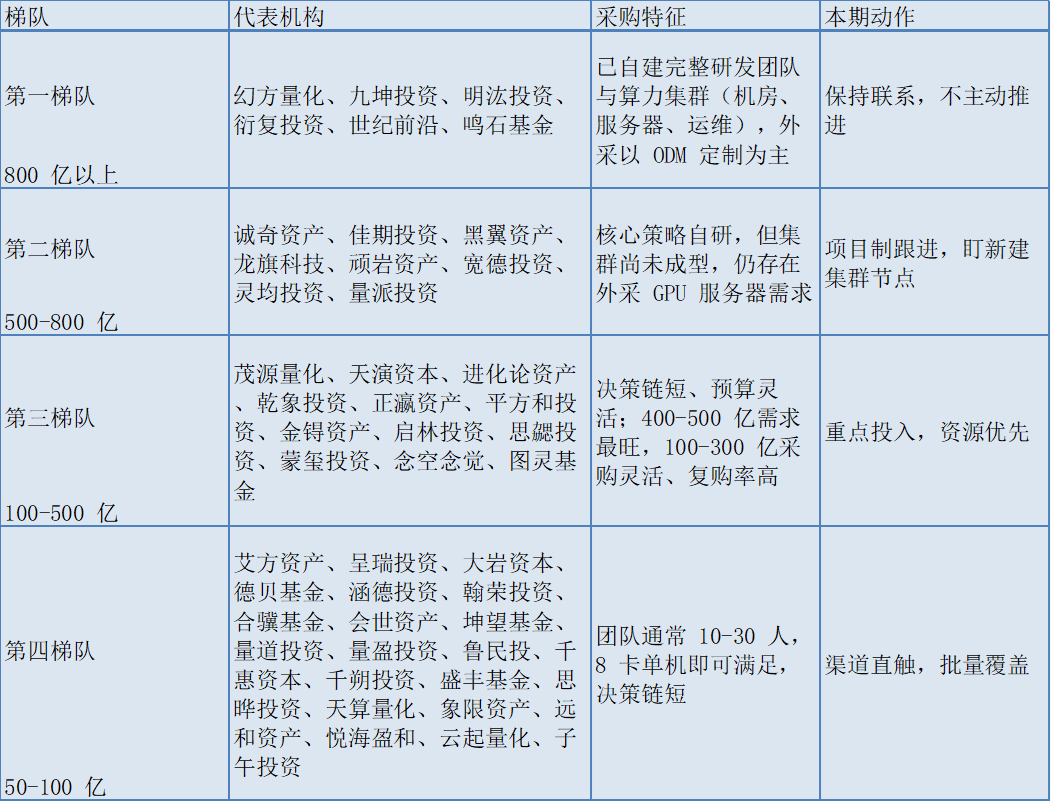 梯队
代表机构
采购特征
本期动作
第一梯队
800 亿以上
幻方量化、九坤投资、明汯投资、
衍复投资、世纪前沿、鸣石基金
已自建完整研发团队
与算力集群（机房、
服务器、运维），外
采以 ODM 定制为主
保持联系，不主动推
进
第二梯队
500-800 亿
诚奇资产、佳期投资、黑翼资产、
龙旗科技、顽岩资产、宽德投资、
灵均投资、量派投资
核心策略自研，但集
群尚未成型，仍存在
外采 GPU 服务器需求
项目制跟进，盯新建
集群节点
第三梯队
100-500 亿
茂源量化、天演资本、进化论资产
、乾象投资、正瀛资产、平方和投
资、金锝资产、启林投资、思勰投
资、蒙玺投资、念空念觉、图灵基
金
决策链短、预算灵
活；400-500 亿需求
最旺，100-300 亿采
购灵活、复购率高
重点投入，资源优先
第四梯队
50-100 亿
艾方资产、呈瑞投资、大岩资本、
德贝基金、涵德投资、翰荣投资、
合骥基金、会世资产、坤望基金、
量道投资、量盈投资、鲁民投、千
惠资本、千朔投资、盛丰基金、思
晔投资、天算量化、象限资产、远
和资产、悦海盈和、云起量化、子
午投资
团队通常 10-30 人，
8 卡单机即可满足，
决策链短
渠道直触，批量覆盖